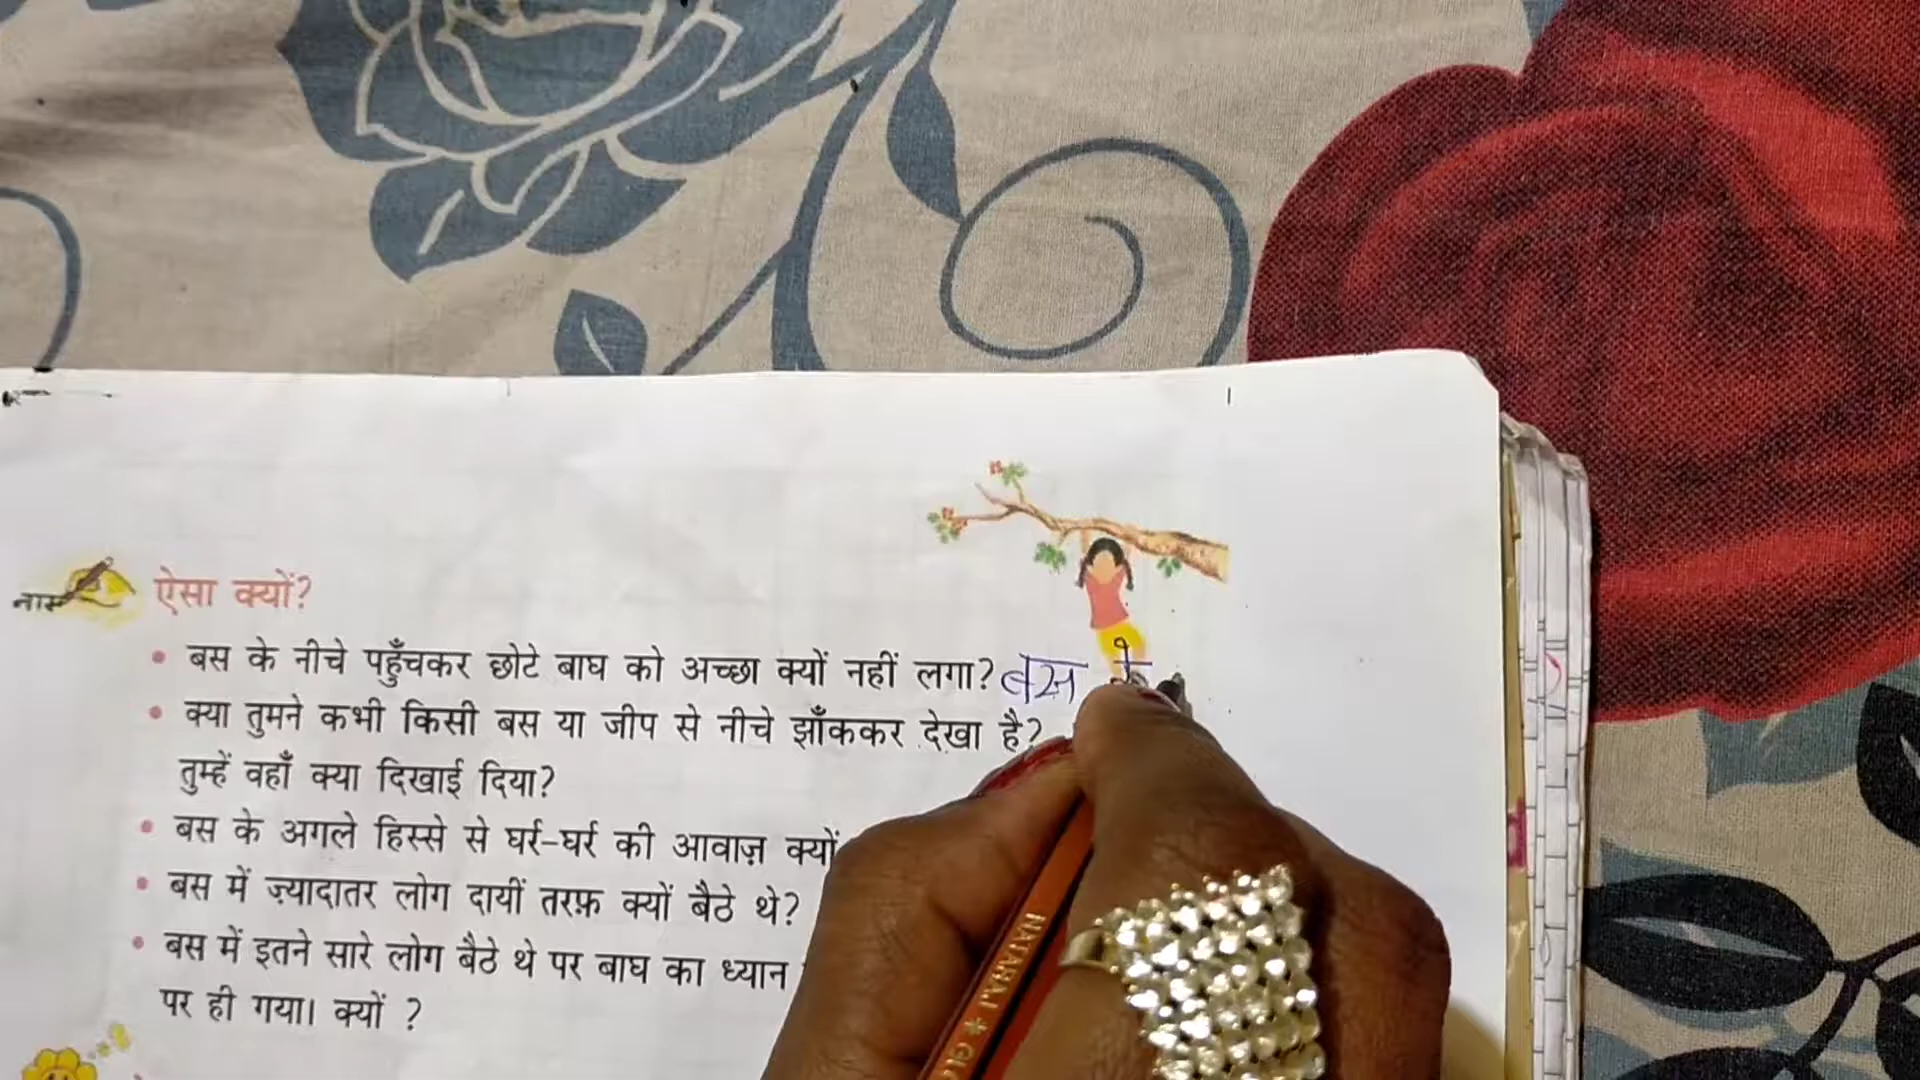 नाम
ऐसा क्यों?
• बस के नीचे पहुँचकर छोटे बाघ को अच्छा क्यों नहीं लगा? बस के
• क्या तुमने कभी किसी बस या जीप से नीचे झाँककर देखा है?
तुम्हें वहाँ क्या दिखाई दिया?
• बस के अगले हिस्से से घर्र-घर्र की आवाज़ क्यों
• बस में ज़्यादातर लोग दायीं तरफ़ क्यों बैठे थे?
• बस में इतने सारे लोग बैठे थे पर बाघ का ध्यान
पर ही गया। क्यों ?
NATARAJ